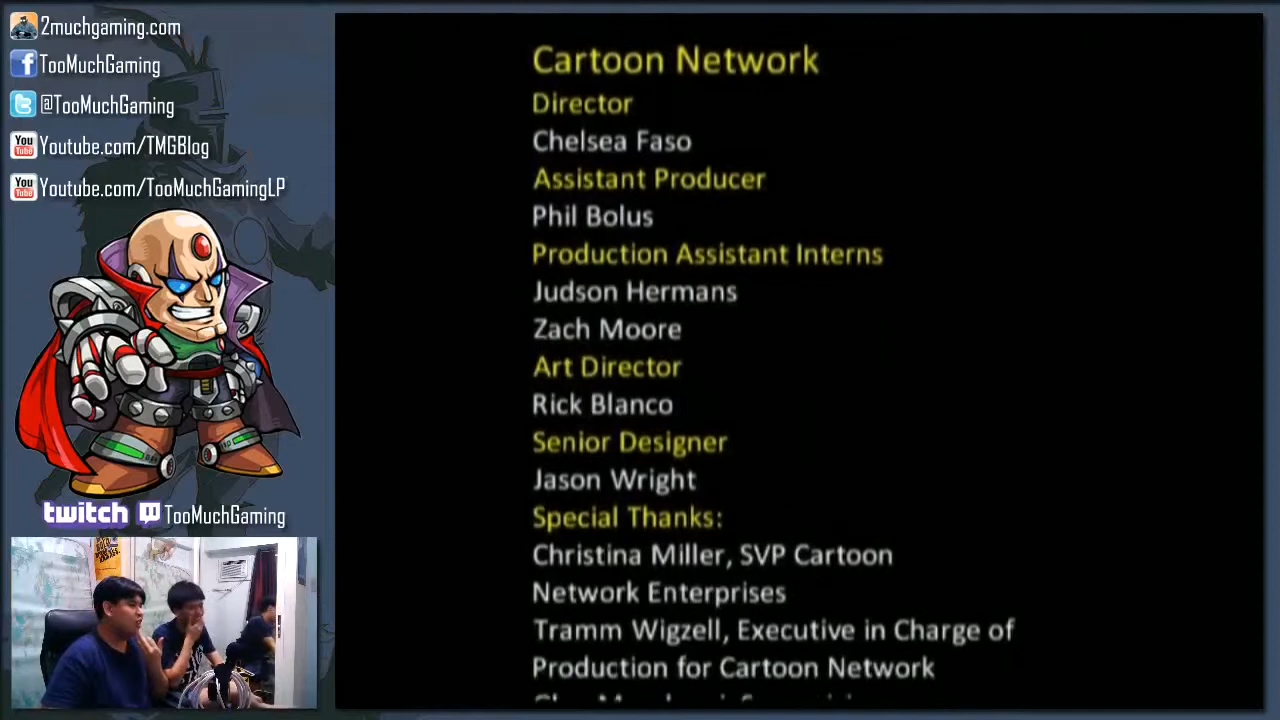 2muchgaming.com
TooMuchGaming
@TooMuchGaming
Youtube.com/TMGBlog
Youtube.com/TooMuchGamingLP
twitch TooMuchGaming
Cartoon Network
Director
Chelsea Faso
Assistant Producer
Phil Bolus
Production Assistant Interns
Judson Hermans
Zach Moore
Art Director
Rick Blanco
Senior Designer
Jason Wright
Special Thanks:
Christina Miller, SVP Cartoon
Network Enterprises
Tramm Wigzell, Executive in Charge of
Production for Cartoon Network